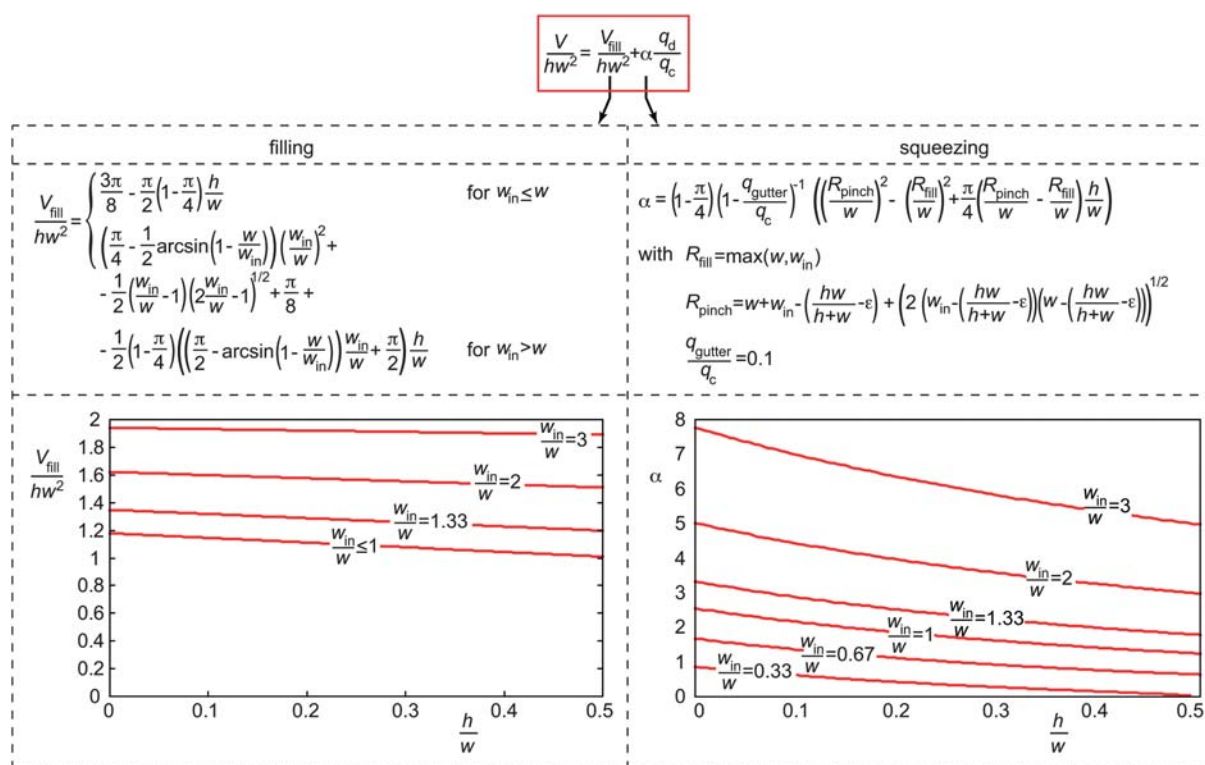 V/hw² = V_fill/hw² + α q_d/q_c
filling
V_fill/hw² = { 3π/8 - π/2(1-π/4)h/w for w_in≤w
(π/4 - 1/2 arcsin(1-w/w_in))(w_in/w)²+
- 1/2(w_in/w -1)(2w_in/w -1)^1/2 + π/8 +
- 1/2(1-π/4)((π/2 - arcsin(1-w/w_in))w_in/w + π/2)h/w for w_in>w
squeezing
α = (1-π/4)(1-q_gutter/q_c)^-1 ((R_pinch/w)² - (R_fill/w)² + π/4(R_pinch/w - R_fill/w)h/w)
with R_fill=max(w,w_in)
R_pinch=w+w_in-(hw/h+w -ε) + (2(w_in-(hw/h+w -ε))(w-(hw/h+w -ε)))^1/2
q_gutter/q_c =0.1
V_fill/hw²
2
1.8
1.6
1.4
1.2
1
0.8
0.6
0.4
0.2
0
w_in/w=3
w_in/w=2
w_in/w=1.33
w_in/w≤1
0 0.1 0.2 0.3 0.4 0.5
h/w
α
8
7
6
5
4
3
2
1
0
w_in/w=3
w_in/w=2
w_in/w=1.33
w_in/w=1
w_in/w=0.67
w_in/w=0.33
0 0.1 0.2 0.3 0.4 0.5
h/w